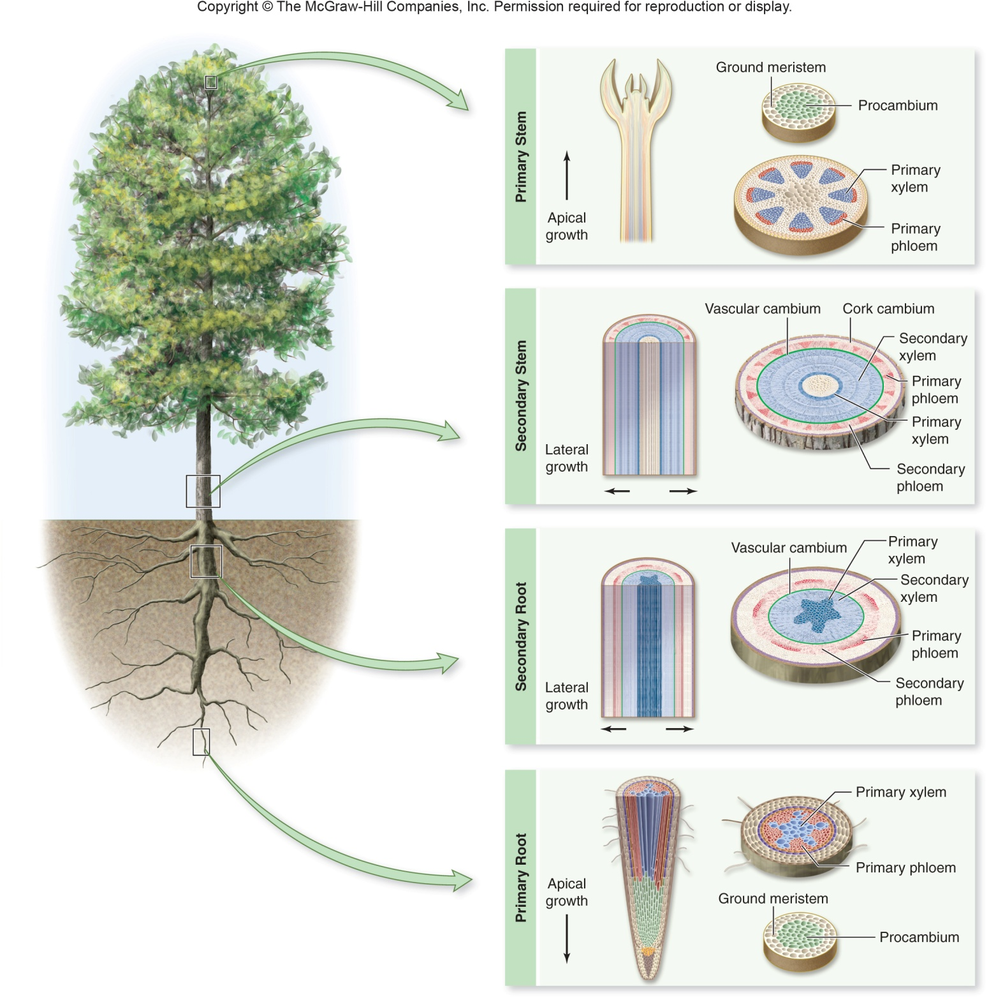 Copyright © The McGraw-Hill Companies, Inc. Permission required for reproduction or display.
Primary Stem
Apical
growth
Ground meristem
Procambium
Primary
xylem
Primary
phloem
Secondary Stem
Lateral
growth
Vascular cambium
Cork cambium
Secondary
xylem
Primary
phloem
Primary
xylem
Secondary
phloem
Secondary Root
Lateral
growth
Vascular cambium
Primary
xylem
Secondary
xylem
Primary
phloem
Secondary
phloem
Primary Root
Apical
growth
Primary xylem
Primary phloem
Ground meristem
Procambium